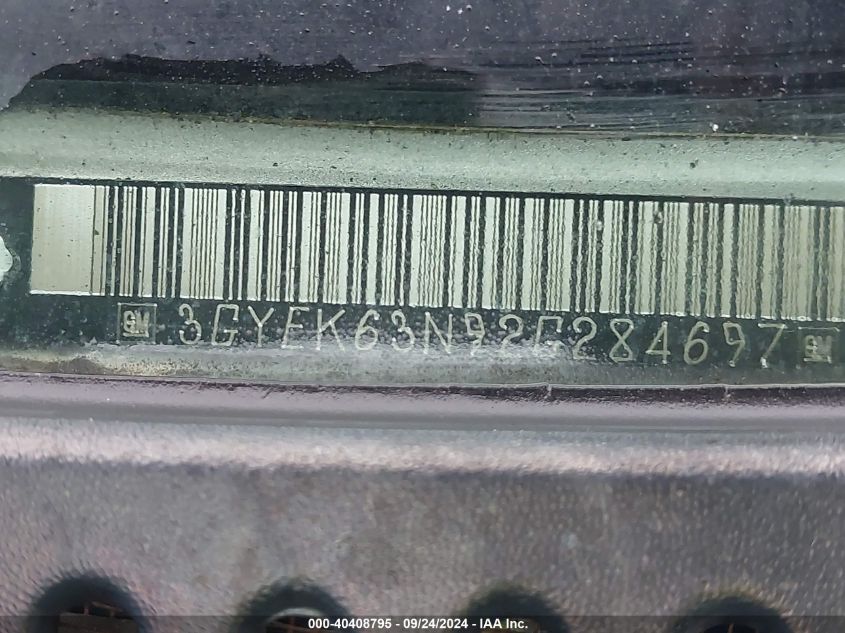 GM 3GYEK63N92G284697 GM
000-40408795 - 09/24/2024 - IAA Inc.